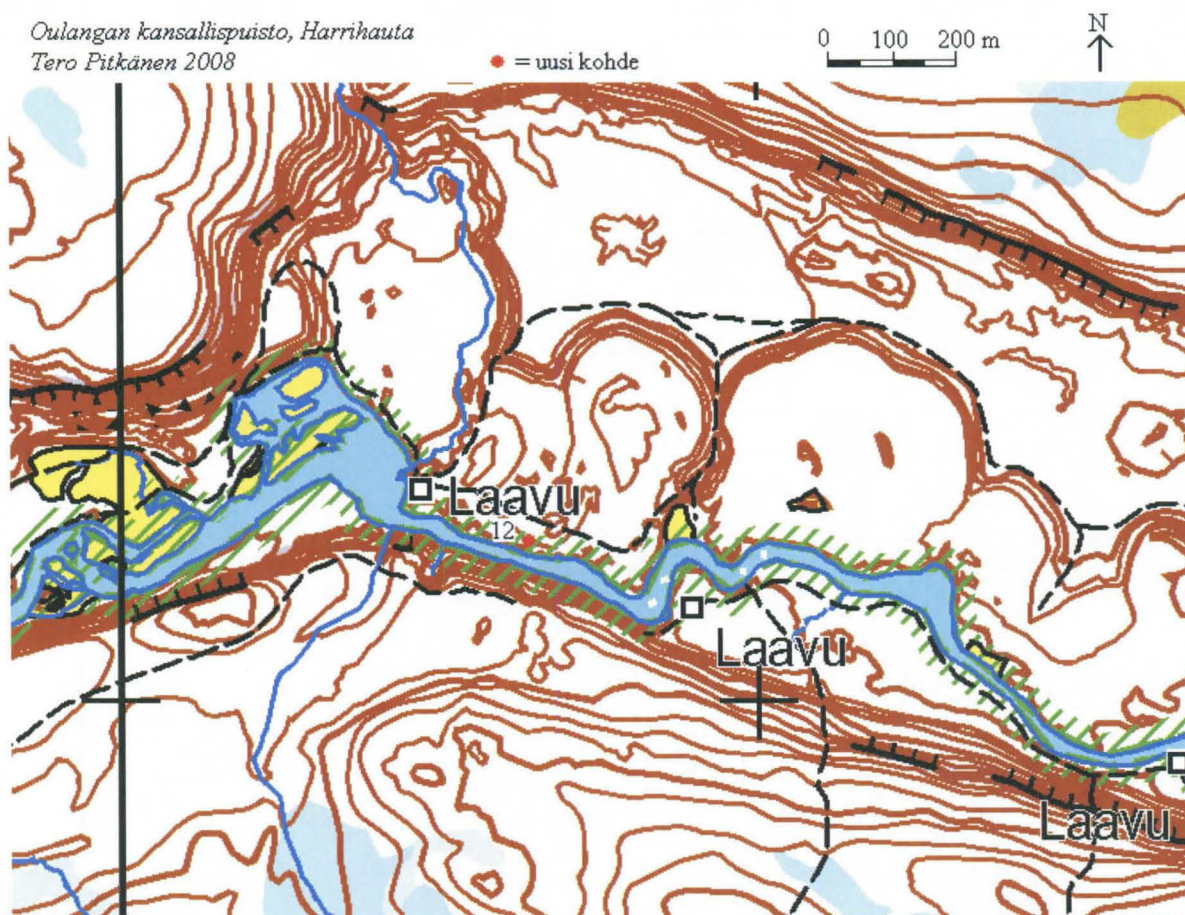 Oulangan kansallispuisto, Harrihauta
Tero Pitkänen 2008
= uusi kohde
0 100 200 m
N
Laavu
12
Laavu
Laavu